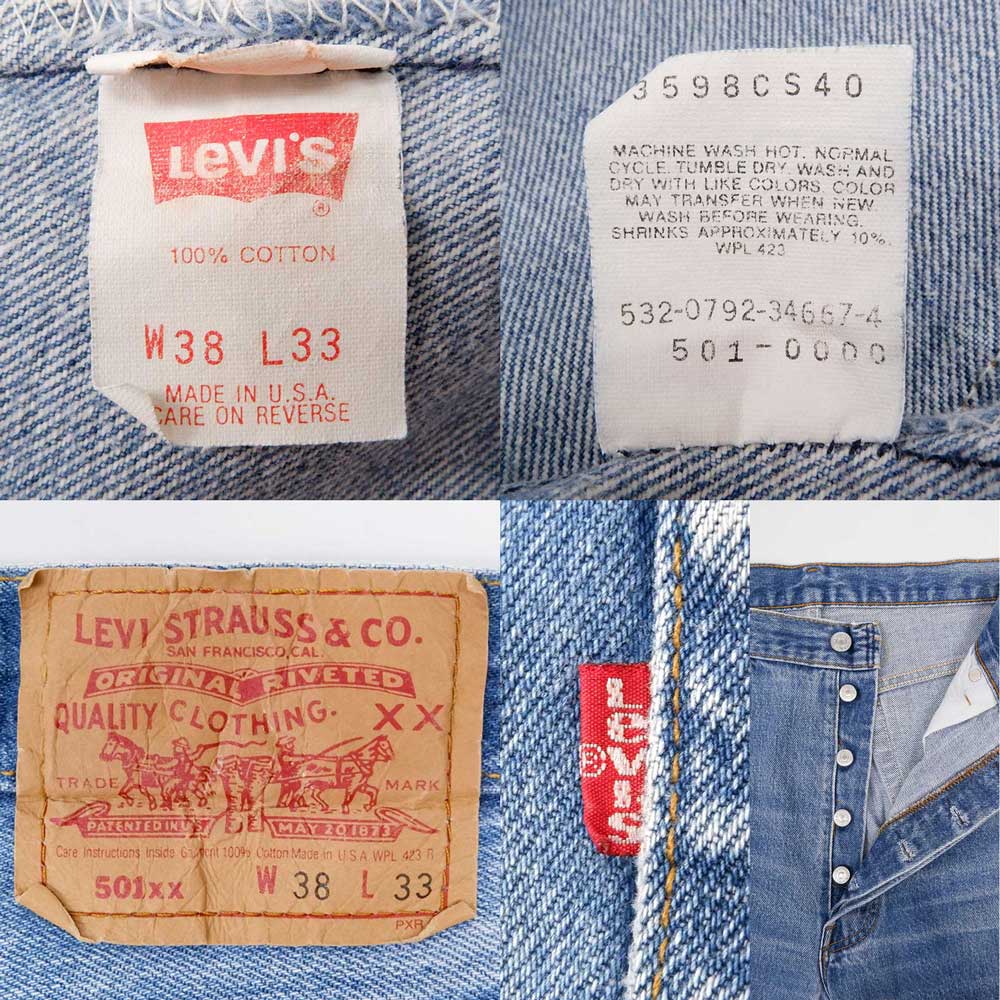 Levi's
®
100% COTTON
W38 L33
MADE IN U.S.A.
CARE ON REVERSE
3598CS40
MACHINE WASH HOT. NORMAL
CYCLE. TUMBLE DRY. WASH AND
DRY WITH LIKE COLORS. COLOR
MAY TRANSFER WHEN NEW.
WASH BEFORE WEARING.
SHRINKS APPROXIMATELY 10%.
WPL 423
532-0792-34667-4
501-0000
LEVI STRAUSS & CO.
SAN FRANCISCO, CAL.
ORIGINAL RIVETED
QUALITY CLOTHING. XX
TRADE MARK
PATENTED IN U.S. MAY 20 1873
Care Instructions Inside Garment 100% Cotton Made in U S A WPL 423 R
501xx W 38 L 33
PXR
LEVI'S ®